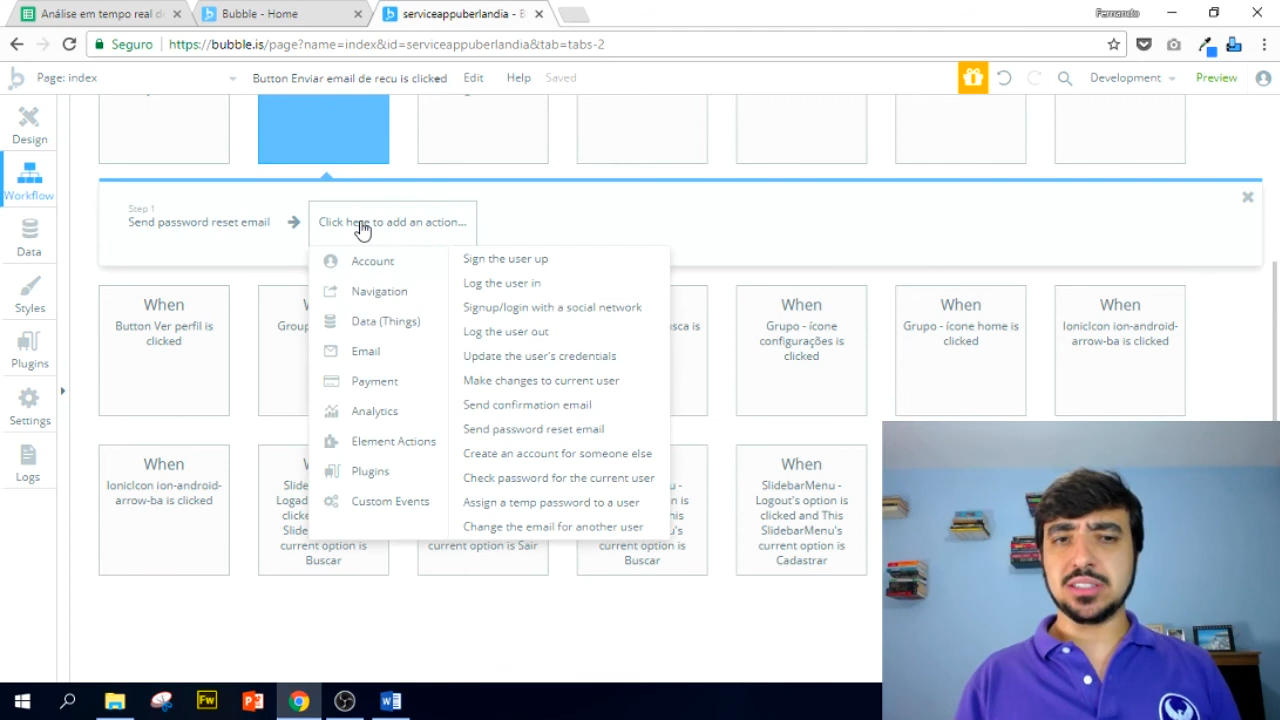 Análise em tempo real d
Bubble - Home
serviceappuberlandia - B
Fernando
Seguro
https://bubble.is/page?name=index&id=serviceappuberlandia&tab=tabs-2
Page: index
Button Enviar email de recu is clicked
Edit
Help
Saved
Development
Preview
Design
Workflow
Data
Styles
Plugins
Settings
Logs
Step 1
Send password reset email
Click here to add an action...
Account
Navigation
Data (Things)
Email
Payment
Analytics
Element Actions
Plugins
Custom Events
Sign the user up
Log the user in
Signup/login with a social network
Log the user out
Update the user's credentials
Make changes to current user
Send confirmation email
Send password reset email
Create an account for someone else
Check password for the current user
Assign a temp password to a user
Change the email for another user
When
Button Ver perfil is
clicked
When
Grupo - ícone
configurações is
clicked
When
Grupo - ícone home is
clicked
When
IonicIcon ion-android-
arrow-ba is clicked
When
IonicIcon ion-android-
arrow-ba is clicked
current option is
Buscar
current option is Sair
current option is
Buscar
When
SlidebarMenu -
Logout's option is
clicked and This
SlidebarMenu's
current option is
Cadastrar
Fw